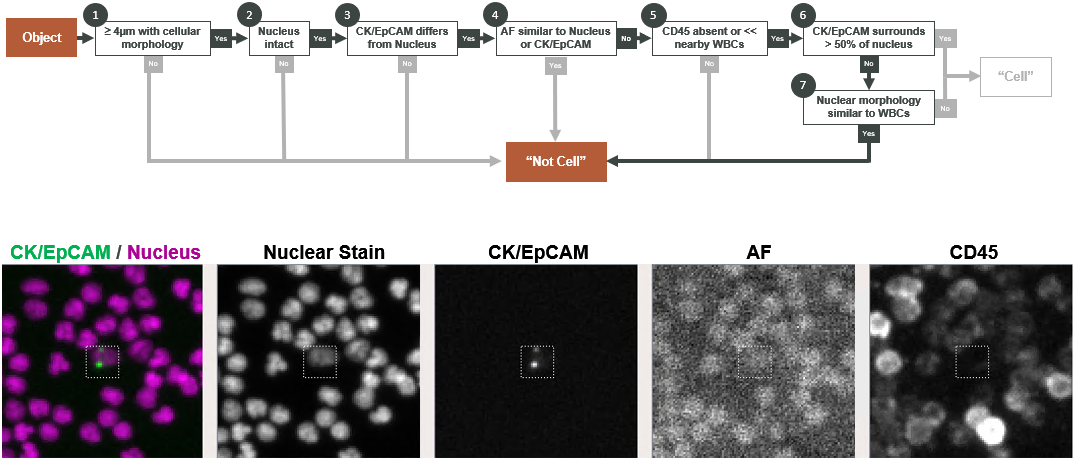 1
2
3
4
5
6
Object
≥ 4μm with cellular
morphology
Yes
Nucleus
intact
Yes
CK/EpCAM differs
from Nucleus
Yes
AF similar to Nucleus
or CK/EpCAM
No
CD45 absent or <<
nearby WBCs
Yes
CK/EpCAM surrounds
> 50% of nucleus
Yes
No
No
No
Yes
No
No
"Cell"
7
Nuclear morphology
similar to WBCs
No
Yes
"Not Cell"
CK/EpCAM / Nucleus
Nuclear Stain
CK/EpCAM
AF
CD45